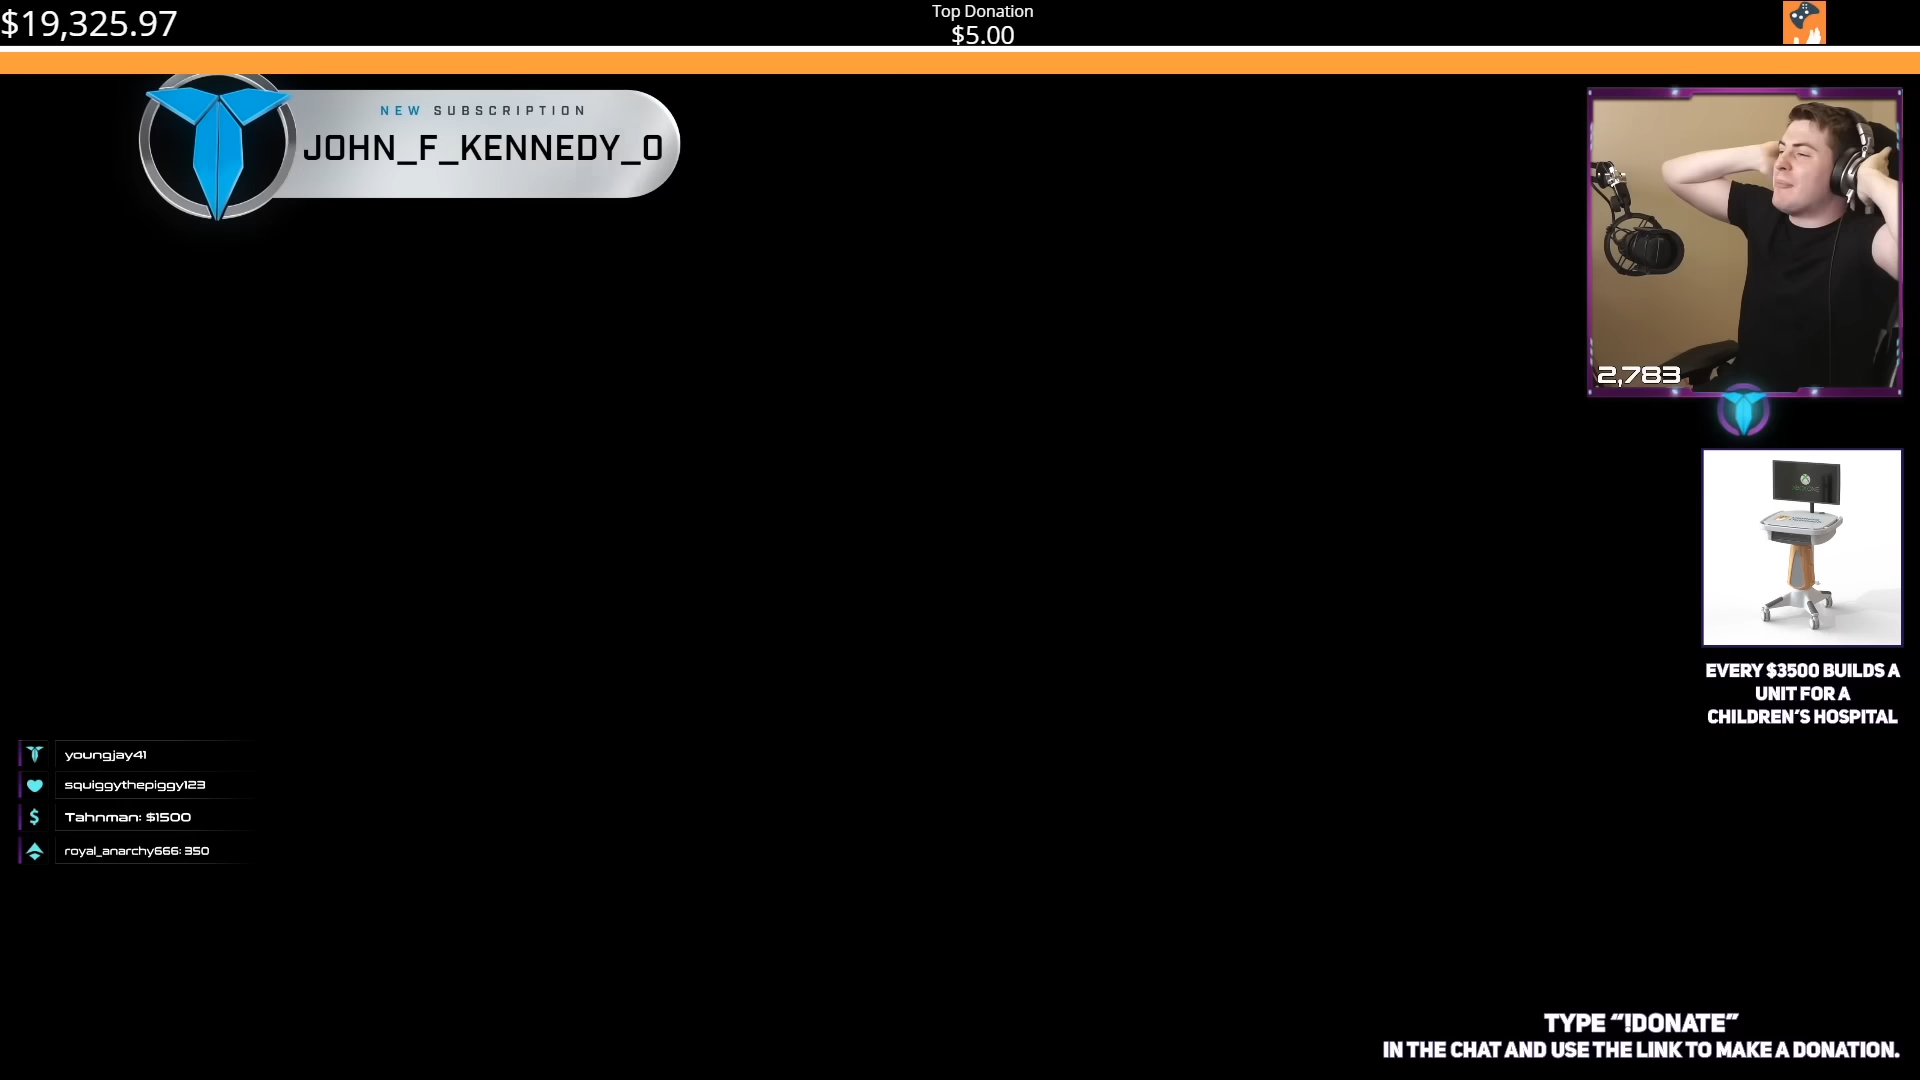 $19,325.97
Top Donation
$5.00
NEW SUBSCRIPTION
JOHN_F_KENNEDY_0
2,783
EVERY $3500 BUILDS A
UNIT FOR A
CHILDREN'S HOSPITAL
youngjay41
squiggythepiggy123
Tahnman: $1500
royal_anarchy666: 350
TYPE “!DONATE”
IN THE CHAT AND USE THE LINK TO MAKE A DONATION.